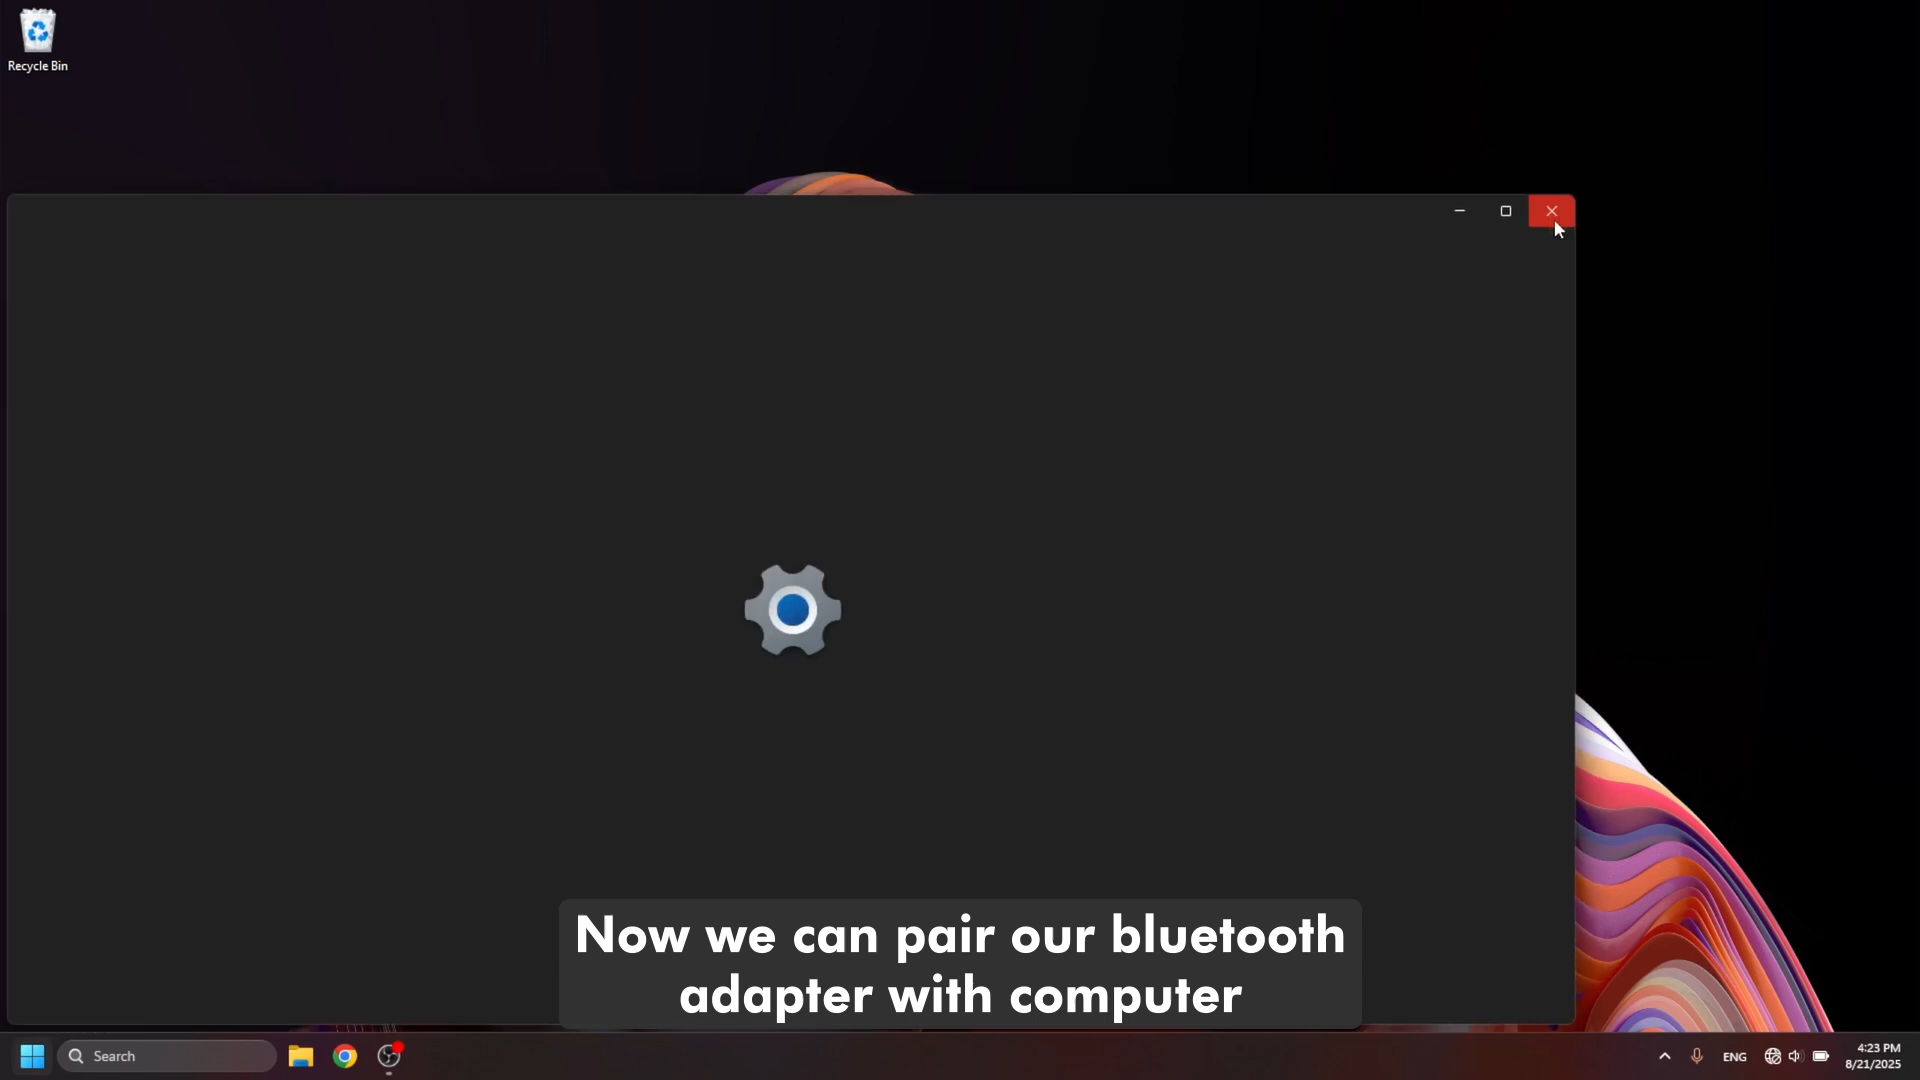 Recycle Bin
Now we can pair our bluetooth
adapter with computer
Search
ENG
4:23 PM
8/21/2025